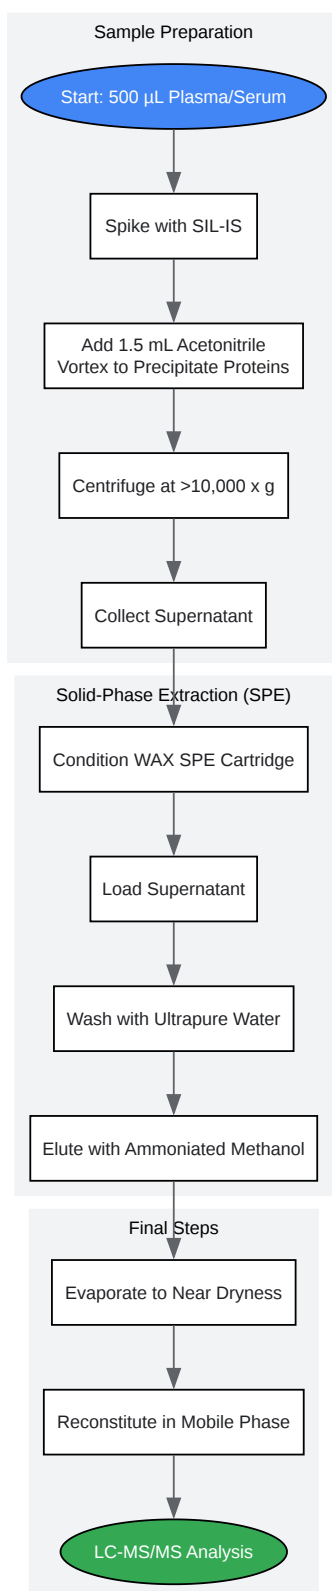 Sample Preparation
Start: 500 µL Plasma/Serum
Spike with SIL-IS
Add 1.5 mL Acetonitrile
Vortex to Precipitate Proteins
Centrifuge at >10,000 x g
Collect Supernatant
Solid-Phase Extraction (SPE)
Condition WAX SPE Cartridge
Load Supernatant
Wash with Ultrapure Water
Elute with Ammoniated Methanol
Final Steps
Evaporate to Near Dryness
Reconstitute in Mobile Phase
LC-MS/MS Analysis